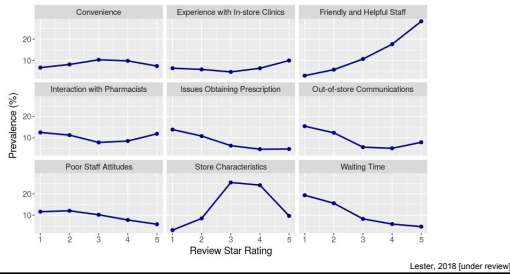 Convenience
Experience with In-store Clinics
Friendly and Helpful Staff
20
10
Interaction with Pharmacists
Issues Obtaining Prescription
Out-of-store Communications
20
10
Poor Staff Attitudes
Store Characteristics
Waiting Time
20
10
1 2 3 4 5 1 2 3 4 5 1 2 3 4 5
Prevalence (%)
Review Star Rating
Lester, 2018 [under review]